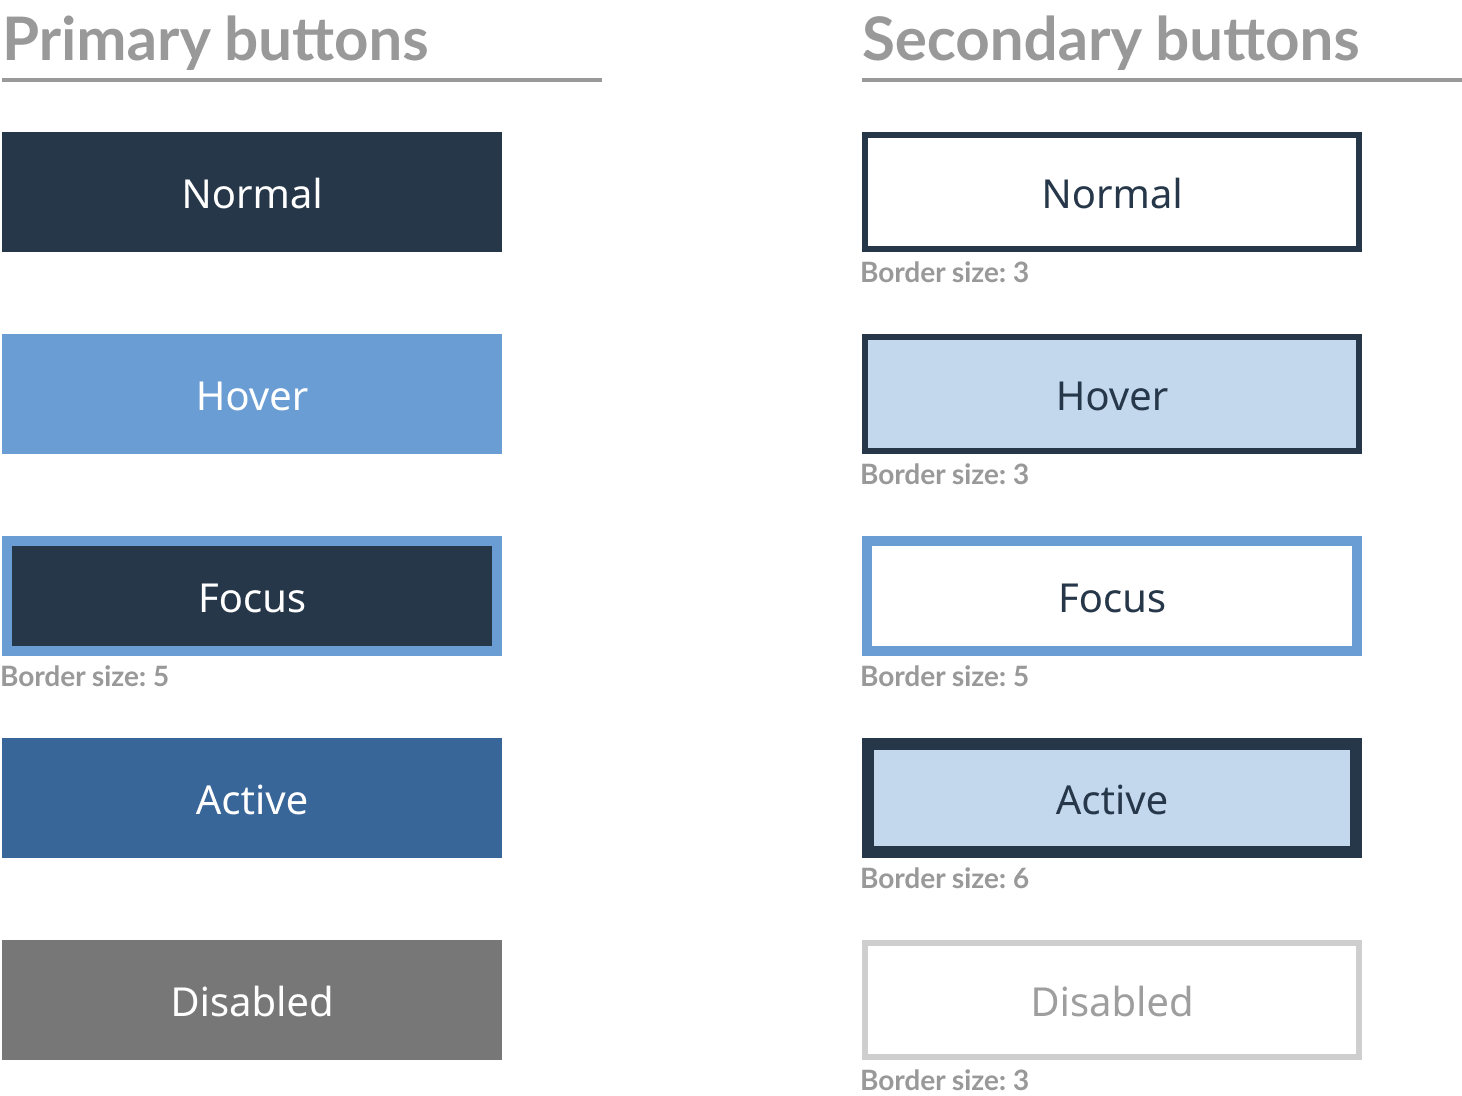 Primary buttons
Normal
Hover
Focus
Border size: 5
Active
Disabled
Secondary buttons
Normal
Border size: 3
Hover
Border size: 3
Focus
Border size: 5
Active
Border size: 6
Disabled
Border size: 3